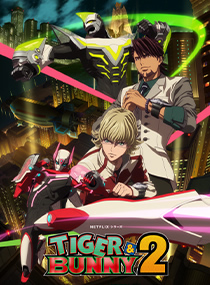 NETFLIX シリーズ
TIGER &
BUNNY 2